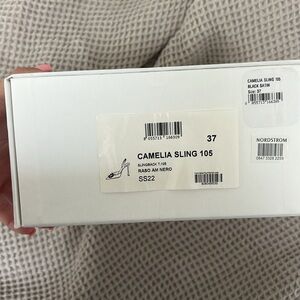 CAMELIA SLING 105
BLACK SATIN
Size: 37
37
CAMELIA SLING 105
SLINGBACK T.105
RASO AM NERO
SS22
NORDSTROM